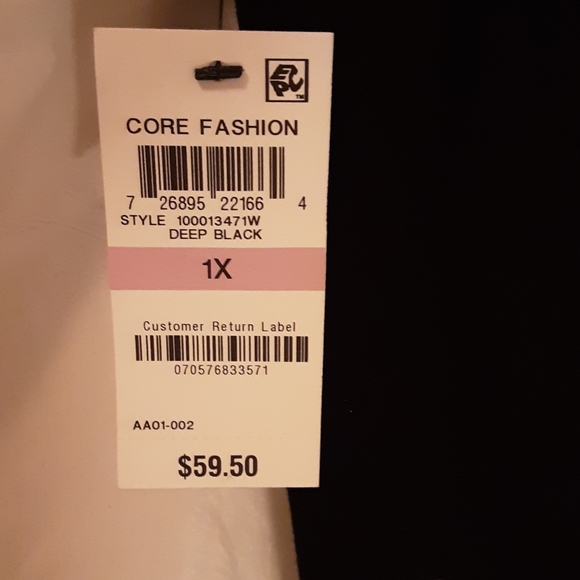 EPC™
CORE FASHION
7 26895 22166 4
STYLE 100013471W
DEEP BLACK
1X
Customer Return Label
070576833571
AA01-002
$59.50